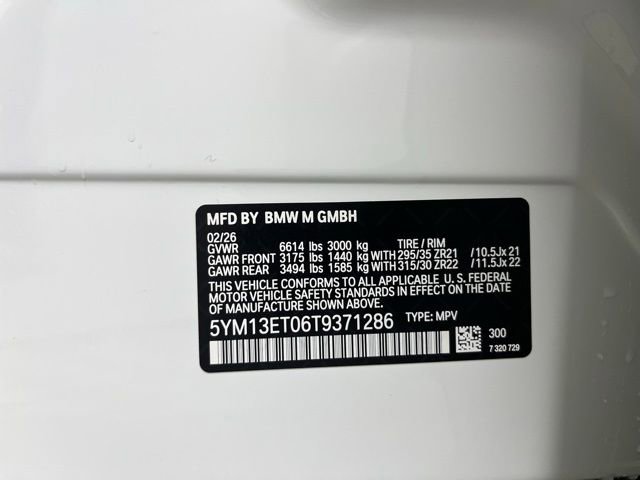 MFD BY BMW M GMBH
02/26
GVWR 6614 lbs 3000 kg TIRE / RIM
GAWR FRONT 3175 lbs 1440 kg WITH 295/35 ZR21 / 10.5Jx 21
GAWR REAR 3494 lbs 1585 kg WITH 315/30 ZR22 / 11.5Jx 22
THIS VEHICLE CONFORMS TO ALL APPLICABLE U. S. FEDERAL
MOTOR VEHICLE SAFETY STANDARDS IN EFFECT ON THE DATE
OF MANUFACTURE SHOWN ABOVE.
5YM13ET06T9371286 TYPE: MPV
300
7 320 729